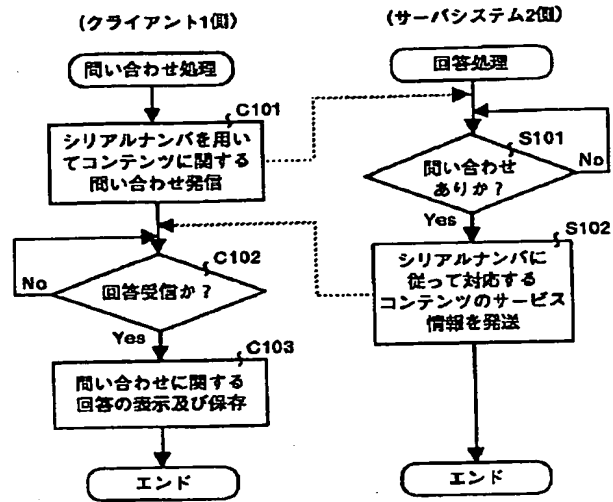 (クライアント1側)
問い合わせ処理
C101
シリアルナンバを用い
てコンテンツに関する
問い合わせ発信
C102
No
回答受信か?
Yes
C103
問い合わせに関する
回答の表示及び保存
エンド
(サーバシステム2側)
回答処理
S101
問い合わせ
ありか?
No
Yes
S102
シリアルナンバに
従って対応する
コンテンツのサービス
情報を発送
エンド